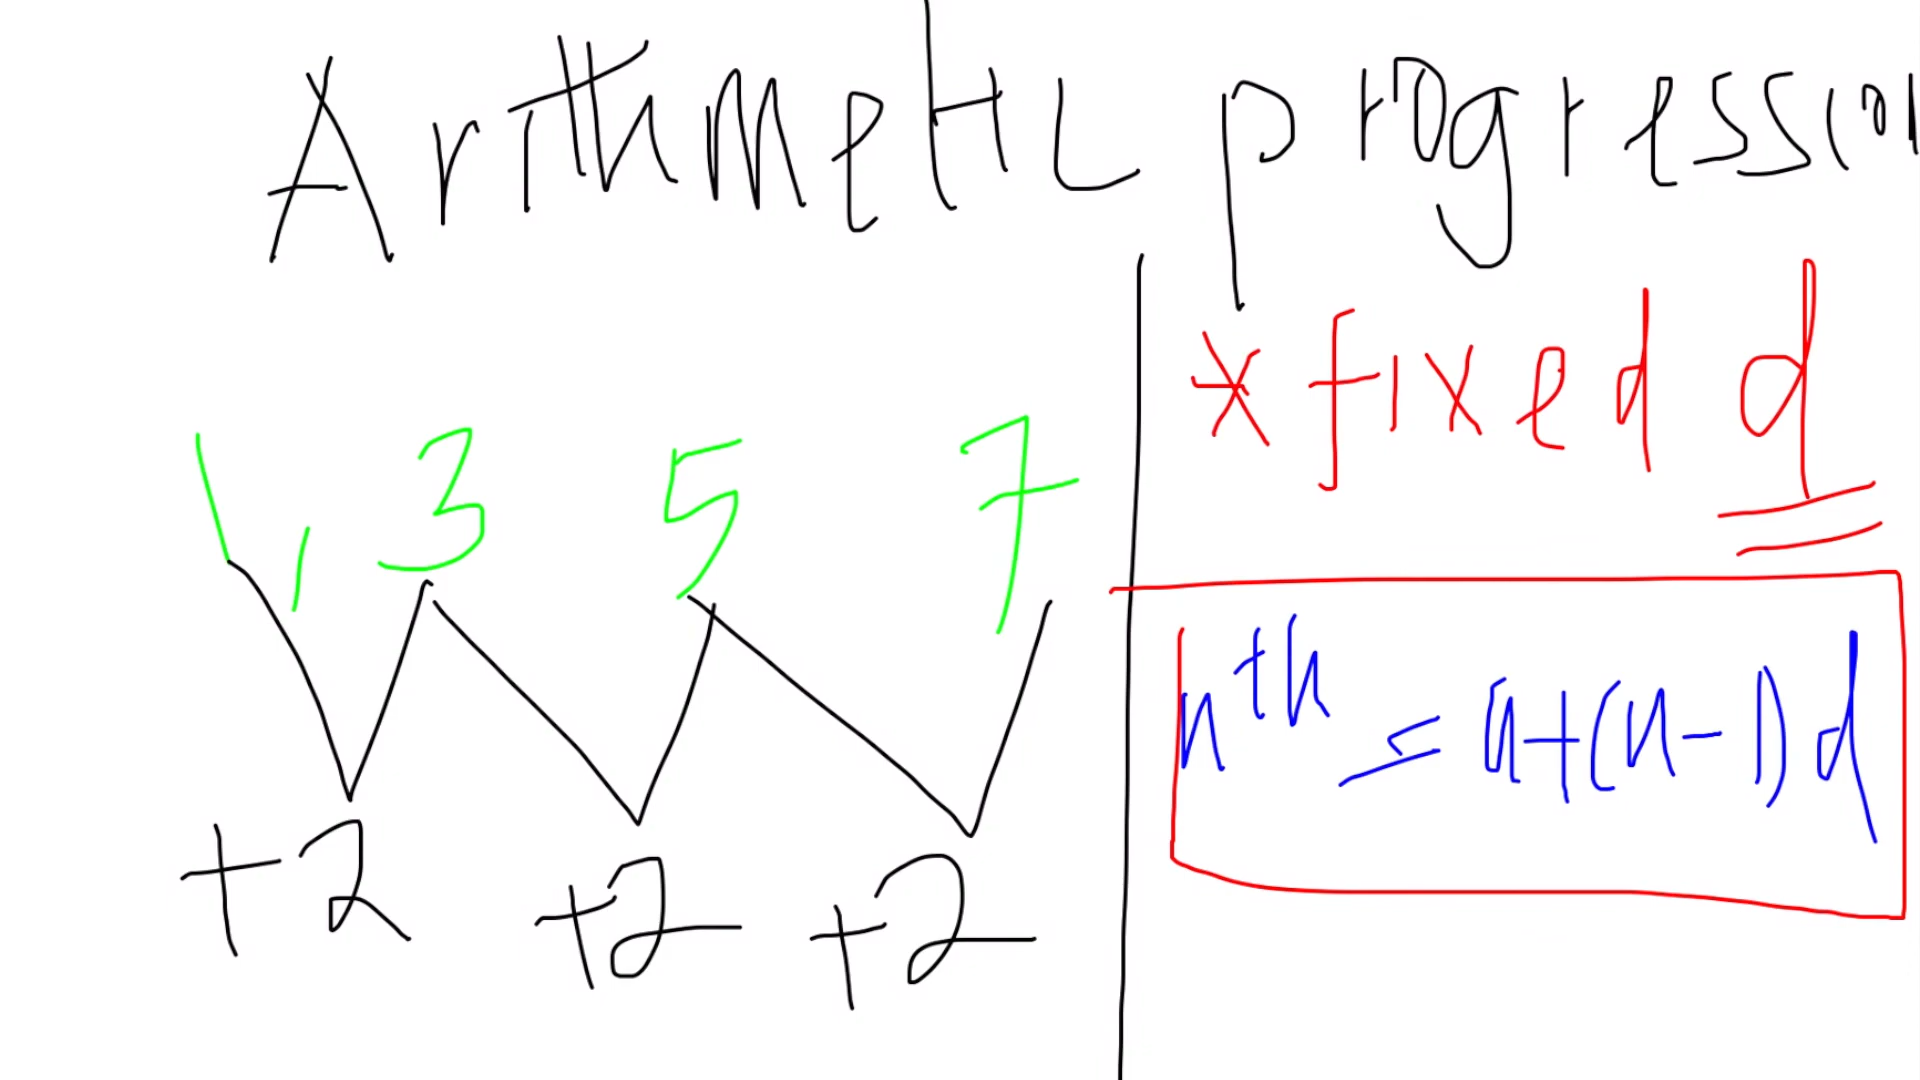 Arithmetic progression
1, 3 5 7
+2 +2 +2
* fixed d
nth = a+(n-1)d